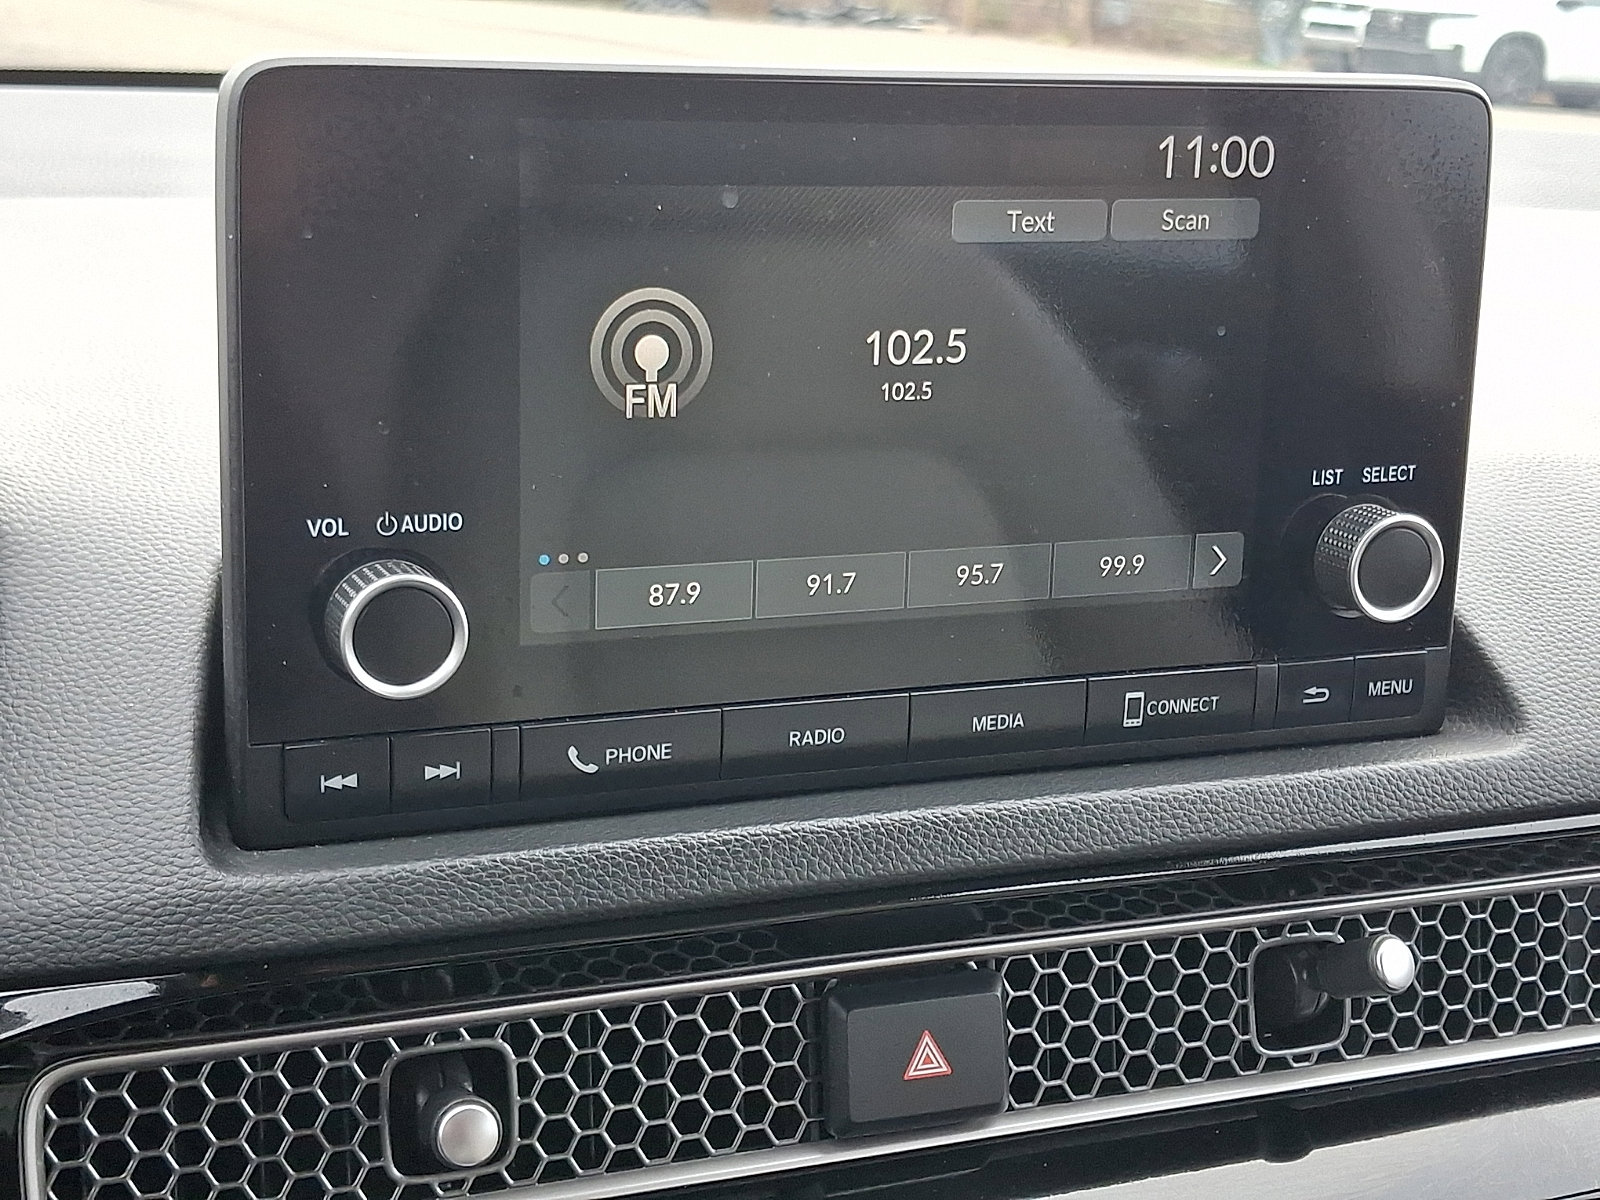 11:00
Text Scan
FM
102.5
102.5
LIST SELECT
VOL AUDIO
87.9 91.7 95.7 99.9
PHONE RADIO MEDIA CONNECT MENU